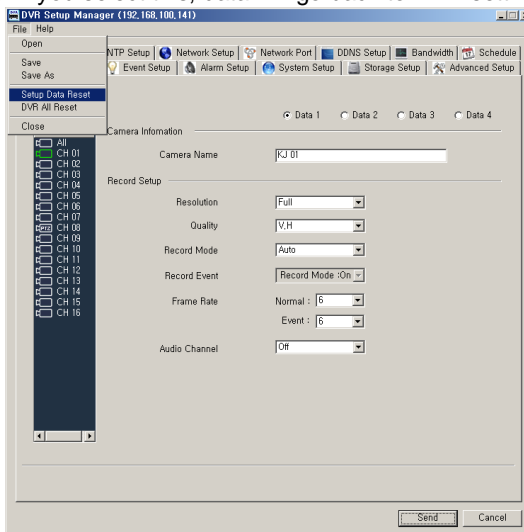 DVR Setup Manager (192,168,100,141)
File Help
Open
Save
Save As
Setup Data Reset
DVR All Reset
Close
NTP Setup Network Setup Network Port DDNS Setup Bandwidth Schedule
Event Setup Alarm Setup System Setup Storage Setup Advanced Setup
Data 1 Data 2 Data 3 Data 4
Camera Infomation
Camera Name KJ 01
Record Setup
Resolution Full
Quality V,H
Record Mode Auto
Record Event Record Mode :On
Frame Rate Normal : 6
Event : 6
Audio Channel Off
All
CH 01
CH 02
CH 03
CH 04
CH 05
CH 06
CH 07
PTZ CH 08
CH 09
CH 10
CH 11
CH 12
CH 13
CH 14
CH 15
CH 16
Send Cancel